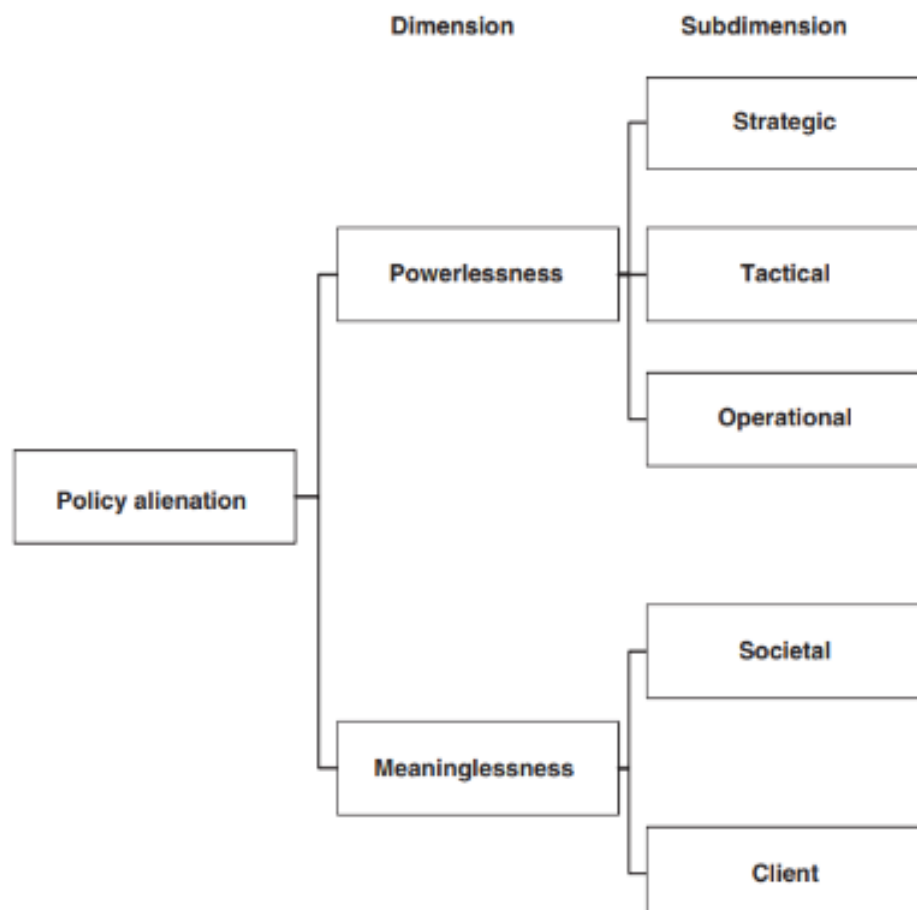 Dimension Subdimension
Strategic
Powerlessness Tactical
Operational
Policy alienation
Societal
Meaninglessness
Client